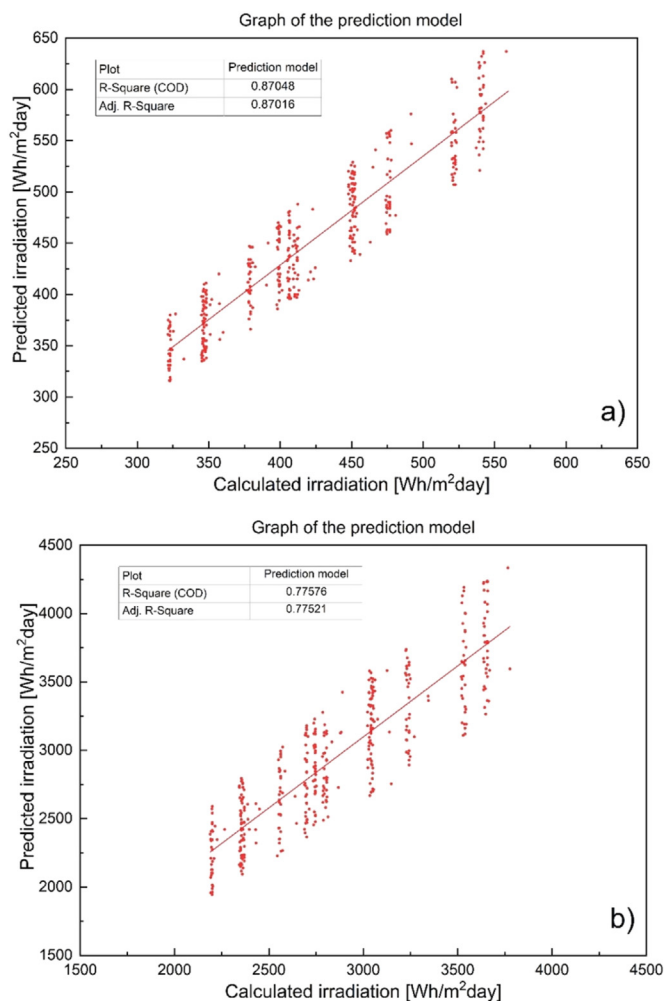 Graph of the prediction model
Plot Prediction model
R-Square (COD) 0.87048
Adj. R-Square 0.87016
Predicted irradiation [Wh/m²day]
650
600
550
500
450
400
350
300
250
a)
250 300 350 400 450 500 550 600 650
Calculated irradiation [Wh/m²day]
Graph of the prediction model
Plot Prediction model
R-Square (COD) 0.77576
Adj. R-Square 0.77521
Predicted irradiation [Wh/m²day]
4500
4000
3500
3000
2500
2000
1500
b)
1500 2000 2500 3000 3500 4000 4500
Calculated irradiation [Wh/m²day]